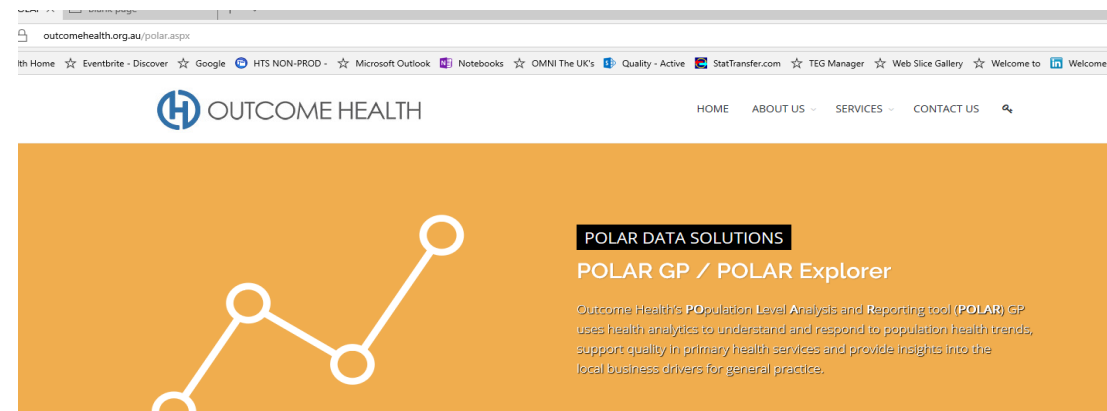 blank page
outcomehealth.org.au/polar.aspx
lth Home Eventbrite - Discover Google HTS NON-PROD - Microsoft Outlook Notebooks OMNI The UK's Quality - Active StatTransfer.com TEG Manager Web Slice Gallery Welcome to Welcome
OUTCOME HEALTH HOME ABOUT US SERVICES CONTACT US
POLAR DATA SOLUTIONS
POLAR GP / POLAR Explorer
Outcome Health's POpulation Level Analysis and Reporting tool (POLAR) GP
uses health analytics to understand and respond to population health trends,
support quality in primary health services and provide insights into the
local business drivers for general practice.